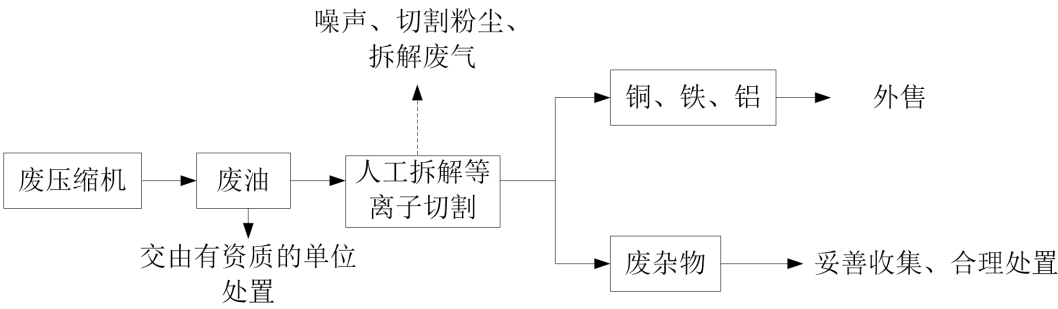 噪声、切割粉尘、
拆解废气
铜、铁、铝
外售
废压缩机
废油
人工拆解等
离子切割
交由有资质的单位
处置
废杂物
妥善收集、合理处置